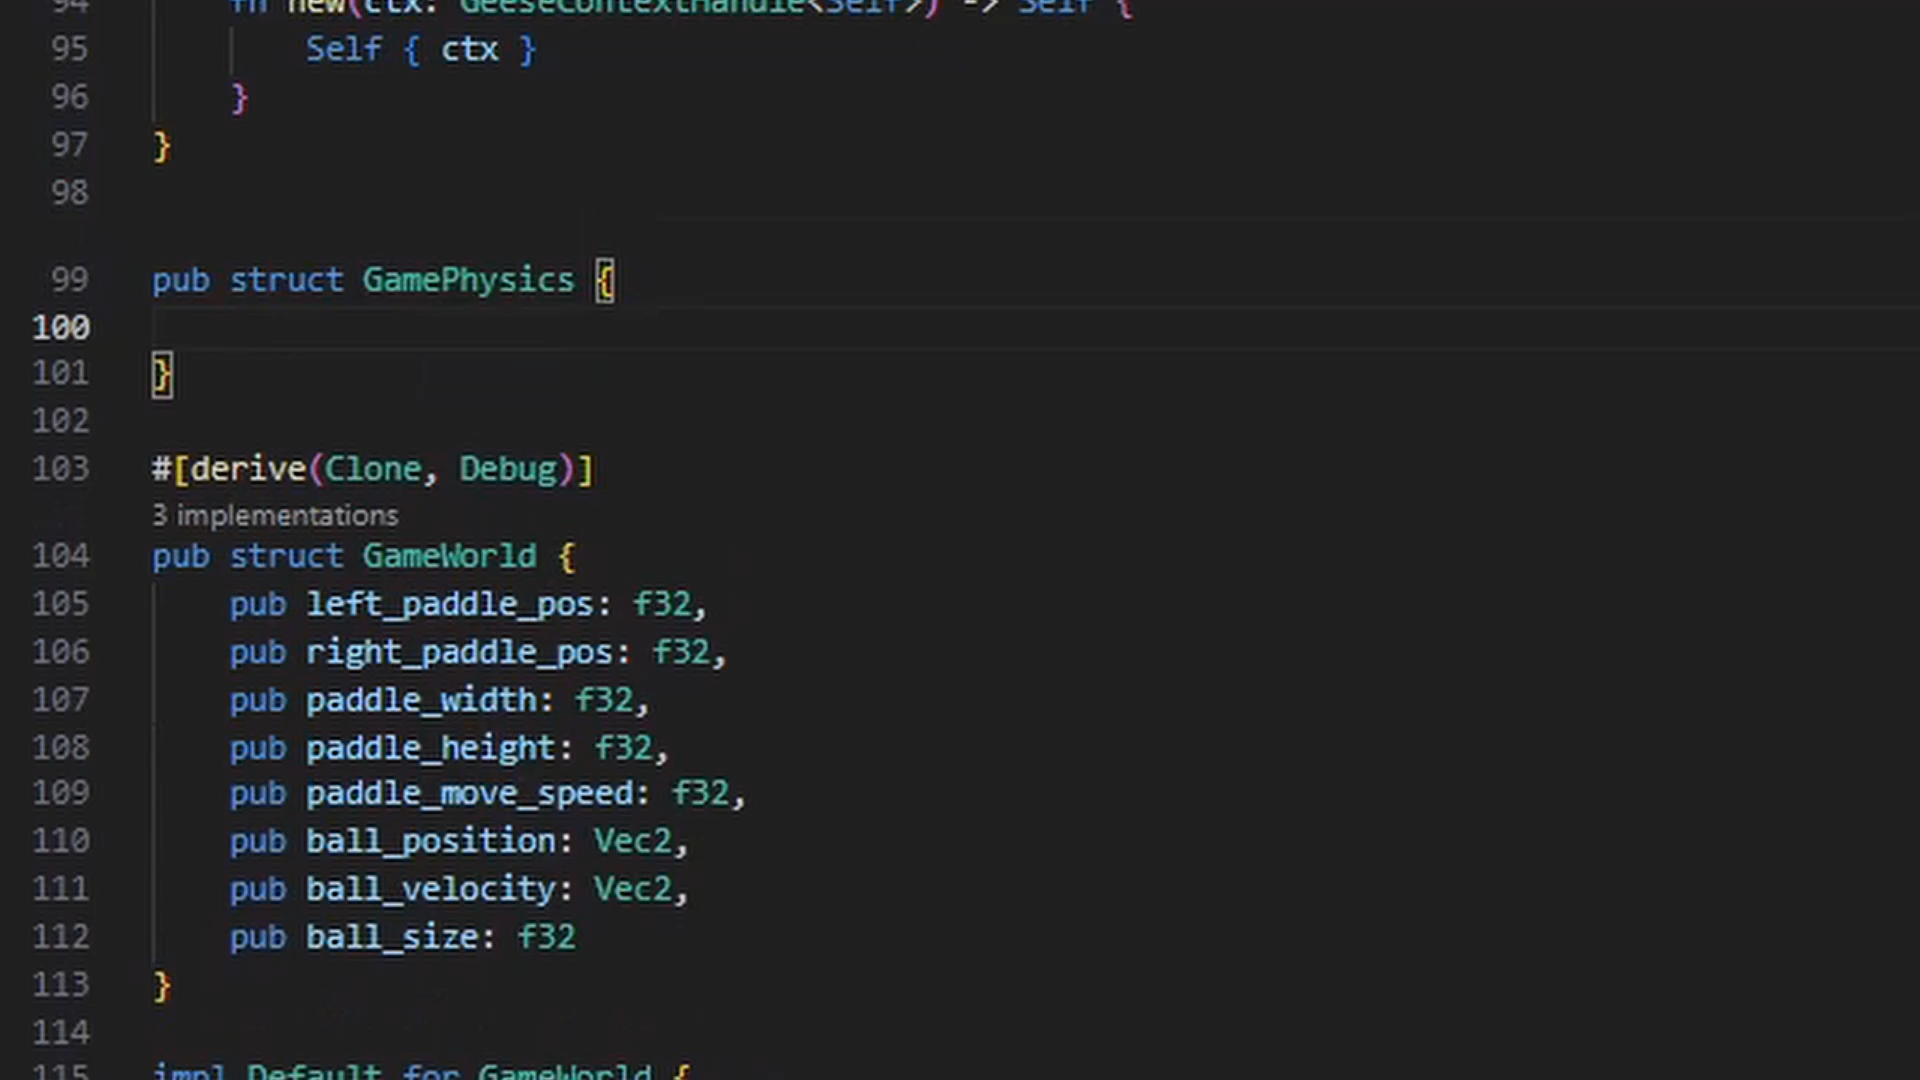 94 fn new(ctx: GeeseContextHandle<Self>) -> Self {
95 Self { ctx }
96 }
97 }
98
99 pub struct GamePhysics {
100
101 }
102
103 #[derive(Clone, Debug)]
3 implementations
104 pub struct GameWorld {
105 pub left_paddle_pos: f32,
106 pub right_paddle_pos: f32,
107 pub paddle_width: f32,
108 pub paddle_height: f32,
109 pub paddle_move_speed: f32,
110 pub ball_position: Vec2,
111 pub ball_velocity: Vec2,
112 pub ball_size: f32
113 }
114
115 impl Default for GameWorld {